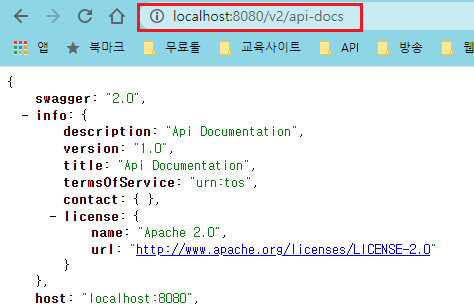 localhost:8080/v2/api-docs
앱 북마크 무료툴 교육사이트 API 방송 웹
{
swagger: "2.0",
- info: {
description: "Api Documentation",
version: "1.0",
title: "Api Documentation",
termsOfService: "urn:tos",
contact: { },
- license: {
name: "Apache 2.0",
url: "http://www.apache.org/licenses/LICENSE-2.0"
}
},
host: "localhost:8080",